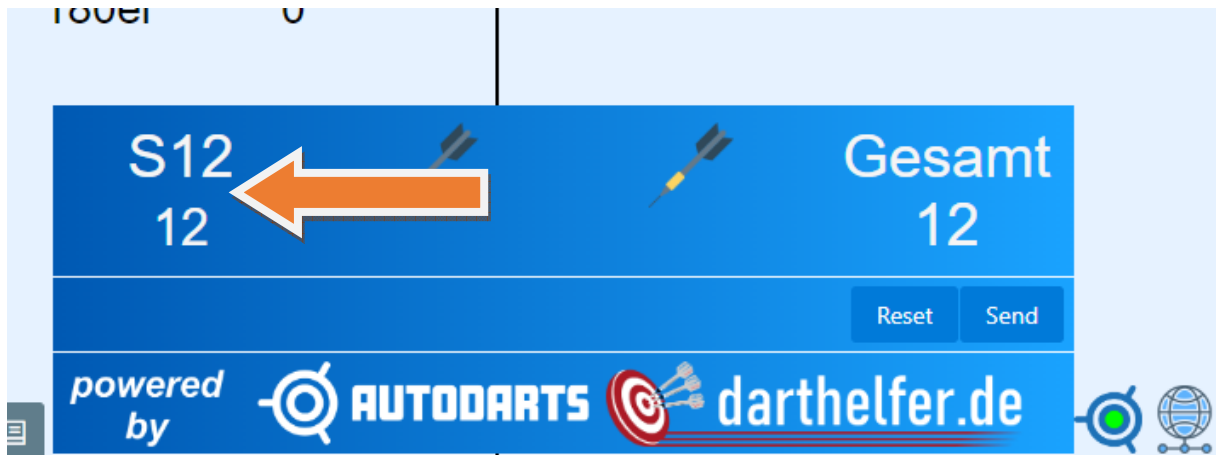 180er 0
S12 Gesamt
12 12
Reset Send
powered
by AUTODARTS darthelfer.de